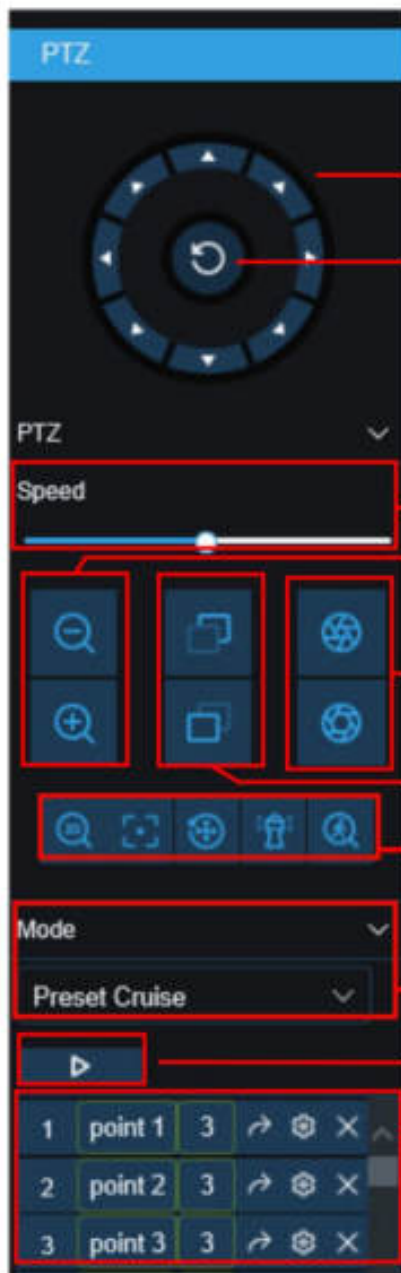 PTZ
PTZ
Speed
Mode
Preset Cruise
1 point 1 3
2 point 2 3
3 point 3 3